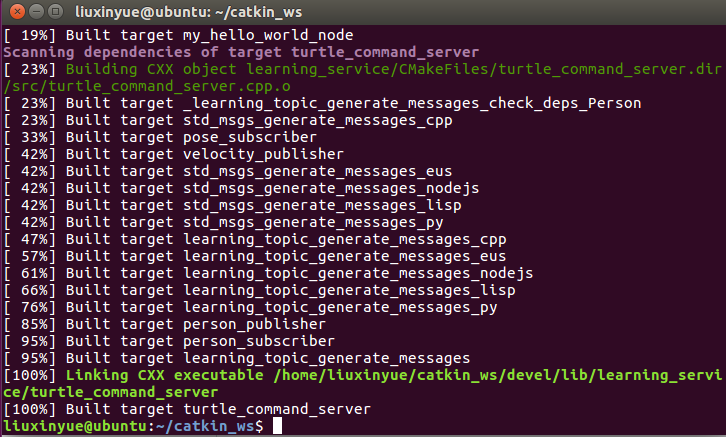 liuxinyue@ubuntu: ~/catkin_ws
[ 19%] Built target my_hello_world_node
Scanning dependencies of target turtle_command_server
[ 23%] Building CXX object learning_service/CMakeFiles/turtle_command_server.dir
/src/turtle_command_server.cpp.o
[ 23%] Built target _learning_topic_generate_messages_check_deps_Person
[ 23%] Built target std_msgs_generate_messages_cpp
[ 33%] Built target pose_subscriber
[ 42%] Built target velocity_publisher
[ 42%] Built target std_msgs_generate_messages_eus
[ 42%] Built target std_msgs_generate_messages_nodejs
[ 42%] Built target std_msgs_generate_messages_lisp
[ 42%] Built target std_msgs_generate_messages_py
[ 47%] Built target learning_topic_generate_messages_cpp
[ 57%] Built target learning_topic_generate_messages_eus
[ 61%] Built target learning_topic_generate_messages_nodejs
[ 66%] Built target learning_topic_generate_messages_lisp
[ 76%] Built target learning_topic_generate_messages_py
[ 85%] Built target person_publisher
[ 95%] Built target person_subscriber
[ 95%] Built target learning_topic_generate_messages
[100%] Linking CXX executable /home/liuxinyue/catkin_ws/devel/lib/learning_servi
ce/turtle_command_server
[100%] Built target turtle_command_server
liuxinyue@ubuntu:~/catkin_ws$